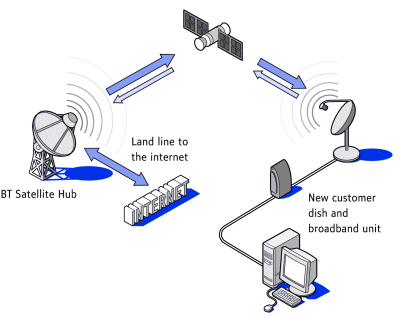 Land line to
the internet
BT Satellite Hub
INTERNET
New customer
dish and
broadband unit